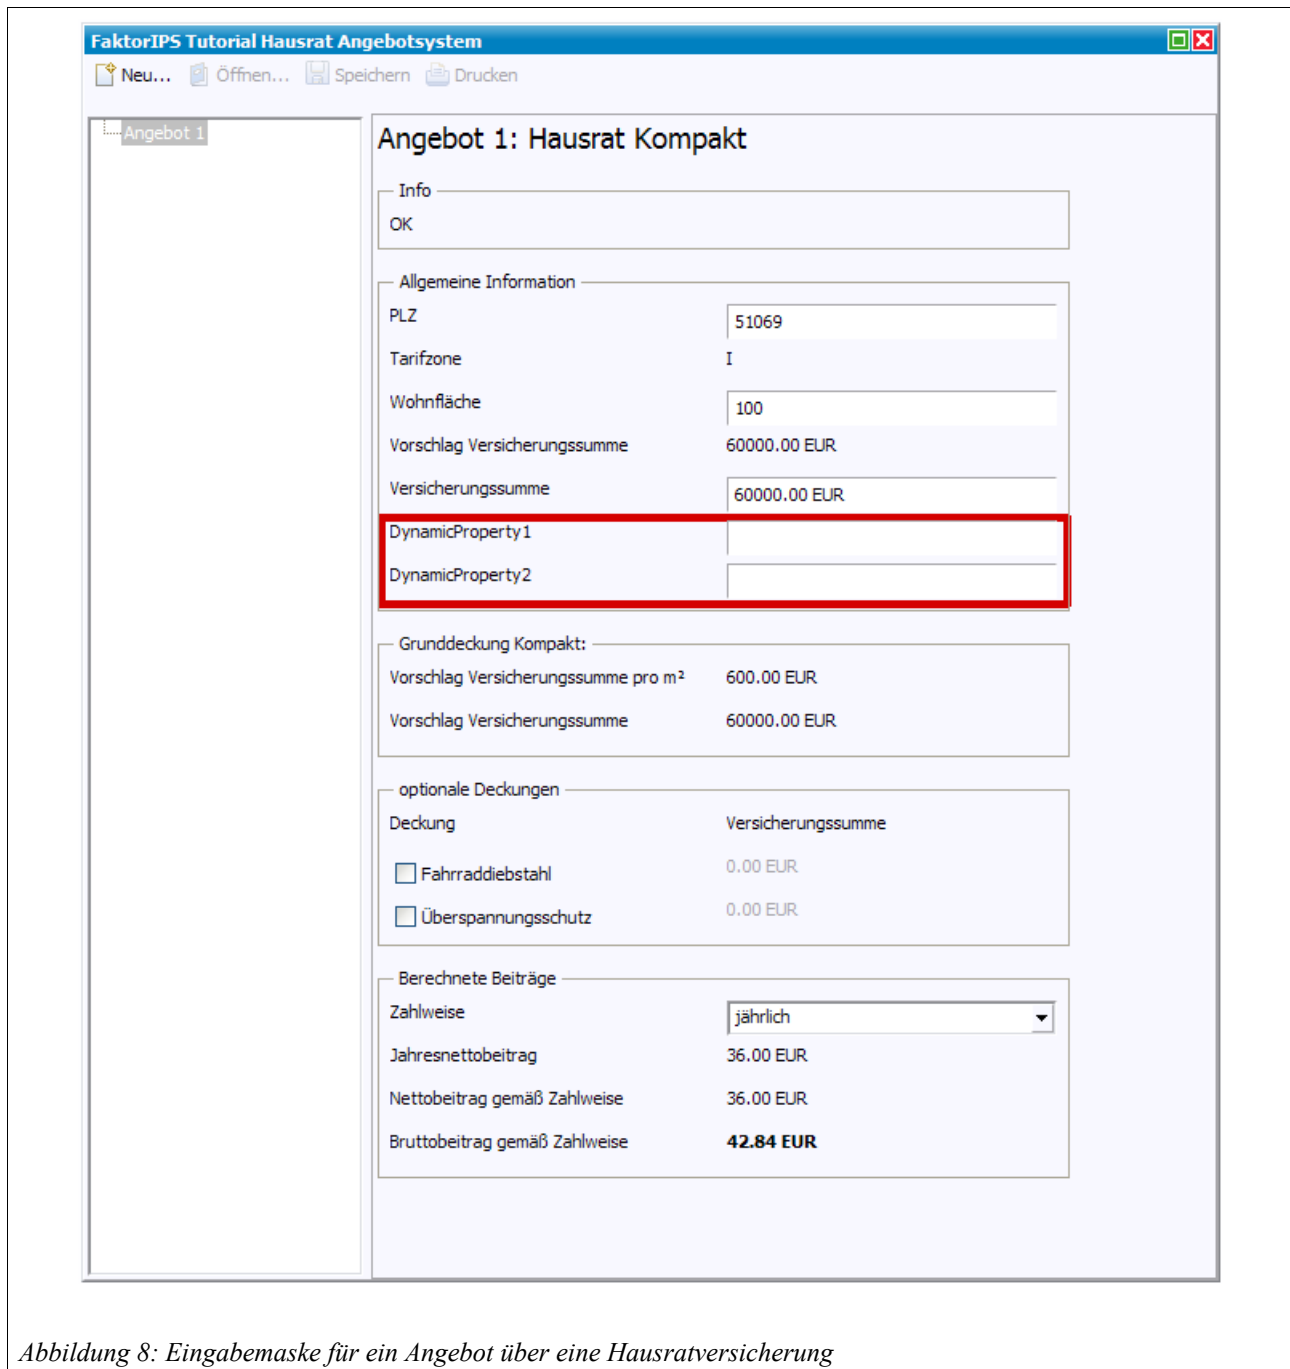 FaktorIPS Tutorial Hausrat Angebotsystem
Neu... Öffnen... Speichern Drucken
Angebot 1
Angebot 1: Hausrat Kompakt
Info
OK
Allgemeine Information
PLZ 51069
Tarifzone I
Wohnfläche 100
Vorschlag Versicherungssumme 60000.00 EUR
Versicherungssumme 60000.00 EUR
DynamicProperty1
DynamicProperty2
Grunddeckung Kompakt:
Vorschlag Versicherungssumme pro m² 600.00 EUR
Vorschlag Versicherungssumme 60000.00 EUR
optionale Deckungen
Deckung Versicherungssumme
Fahrraddiebstahl 0.00 EUR
Überspannungsschutz 0.00 EUR
Berechnete Beiträge
Zahlweise jährlich
Jahresnettobeitrag 36.00 EUR
Nettobeitrag gemäß Zahlweise 36.00 EUR
Bruttobeitrag gemäß Zahlweise 42.84 EUR
Abbildung 8: Eingabemaske für ein Angebot über eine Hausratversicherung